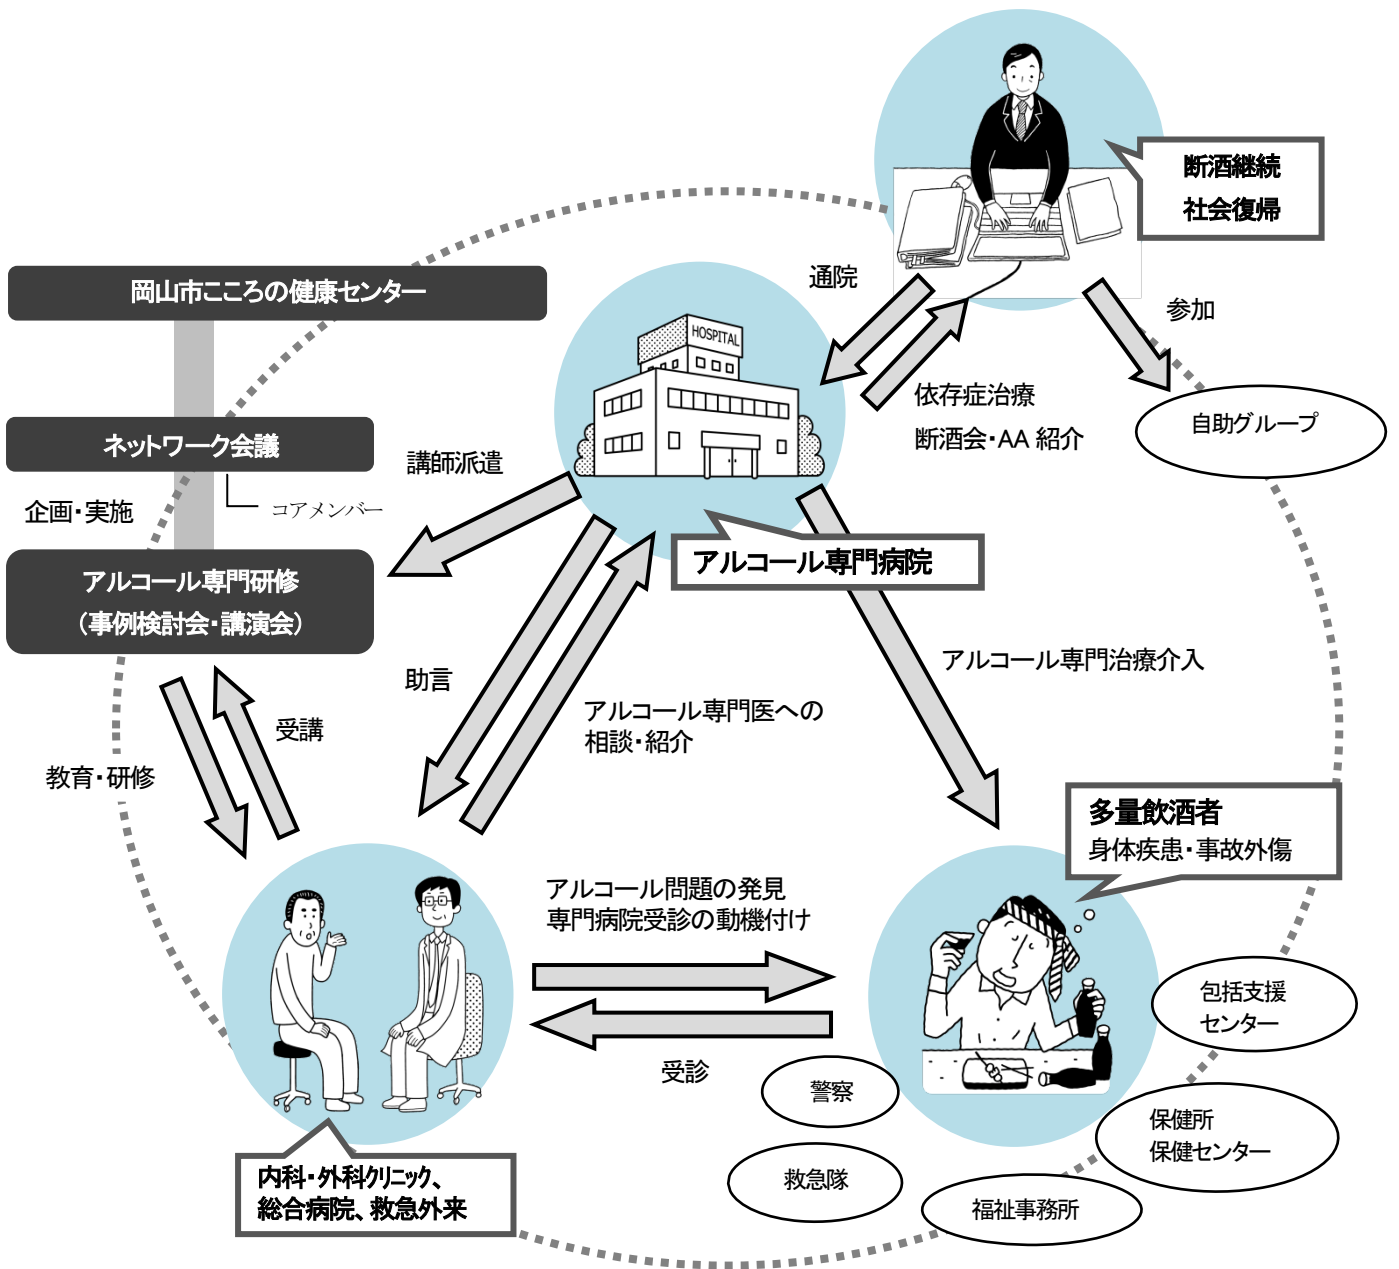 断酒継続
社会復帰
岡山市こころの健康センター
通院
参加
HOSPITAL
依存症治療
断酒会・AA 紹介
自助グループ
ネットワーク会議
講師派遣
企画・実施
コアメンバー
アルコール専門病院
アルコール専門研修
（事例検討会・講演会）
アルコール専門治療介入
助言
アルコール専門医への
相談・紹介
受講
教育・研修
多量飲酒者
身体疾患・事故外傷
アルコール問題の発見
専門病院受診の動機付け
包括支援
センター
受診
警察
保健所
保健センター
救急隊
福祉事務所
内科・外科クリニック、
総合病院、救急外来